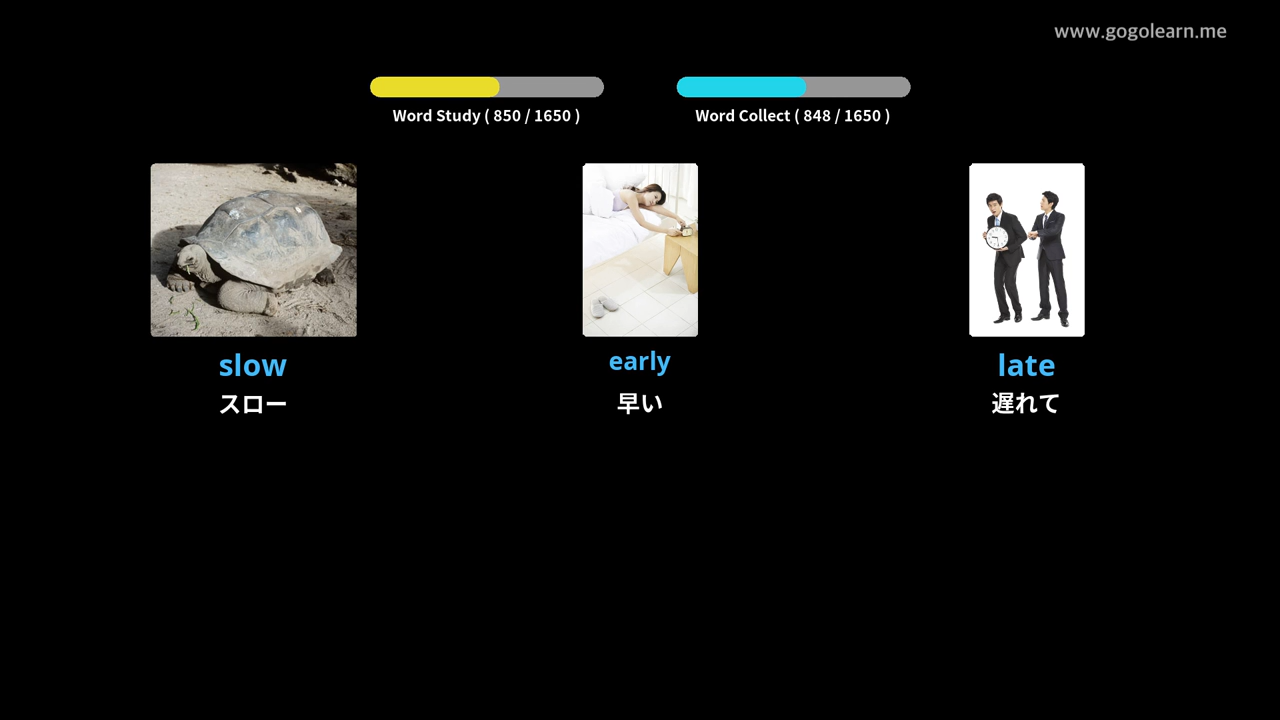 www.gogolearn.me
Word Study ( 850 / 1650 )
Word Collect ( 848 / 1650 )
slow
early
late
スロー
早い
遅れて